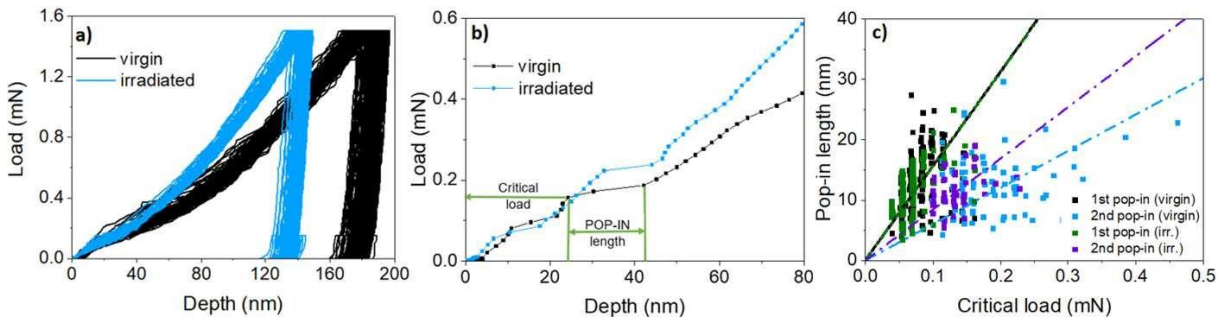 a)
virgin
irradiated
Load (mN)
1.6
1.2
0.8
0.4
0.0
0 40 80 120 160 200
Depth (nm)
b)
virgin
irradiated
Load (mN)
0.6
0.4
0.2
0.0
Critical
load
POP-IN
length
0 20 40 60 80
Depth (nm)
c)
Pop-in length (nm)
40
30
20
10
0
1st pop-in (virgin)
2nd pop-in (virgin)
1st pop-in (irr.)
2nd pop-in (irr.)
0.0 0.1 0.2 0.3 0.4 0.5
Critical load (mN)